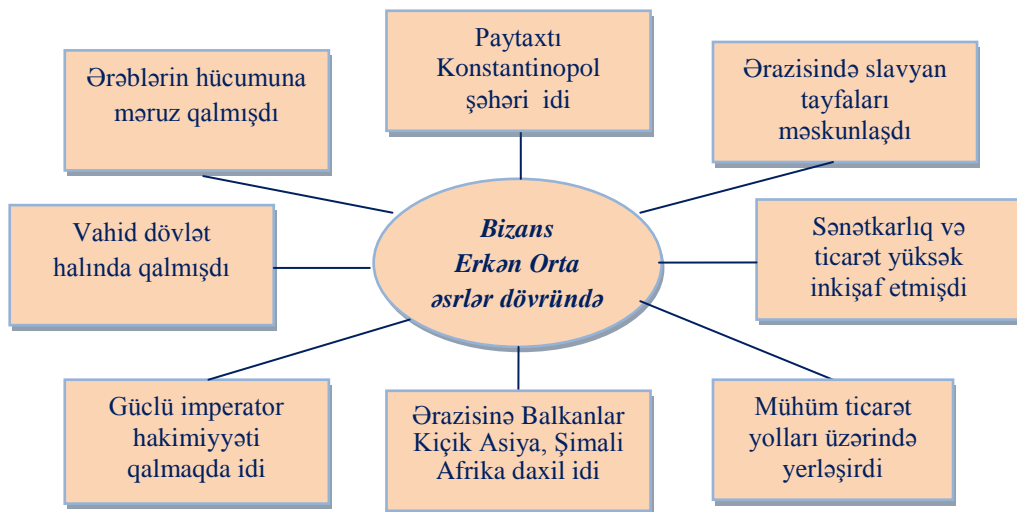 Ərəblərin hücumuna
məruz qalmışdı
Paytaxtı
Konstantinopol
şəhəri idi
Ərazisində slavyan
tayfaları
məskunlaşdı
Vahid dövlət
halında qalmışdı
Bizans
Erkən Orta
əsrlər dövründə
Sənətkarlıq və
ticarət yüksək
inkişaf etmişdi
Güclü imperator
hakimiyyəti
qalmaqda idi
Ərazisinə Balkanlar
Kiçik Asiya, Şimali
Afrika daxil idi
Mühüm ticarət
yolları üzərində
yerləşirdi